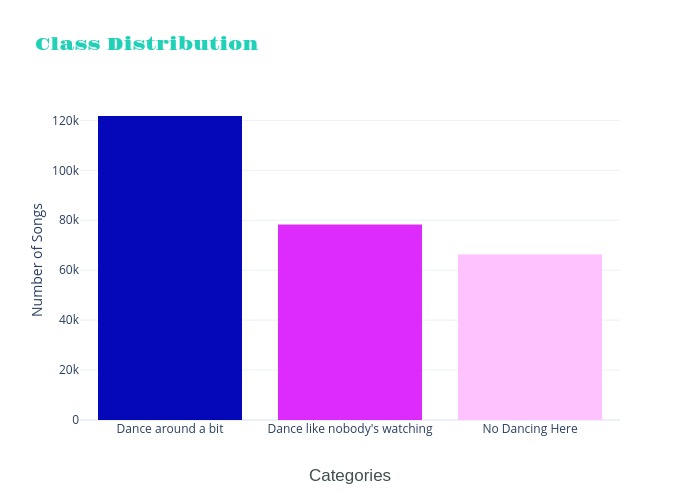 Class Distribution
120k
100k
80k
60k
40k
20k
0
Number of Songs
Dance around a bit
Dance like nobody's watching
No Dancing Here
Categories